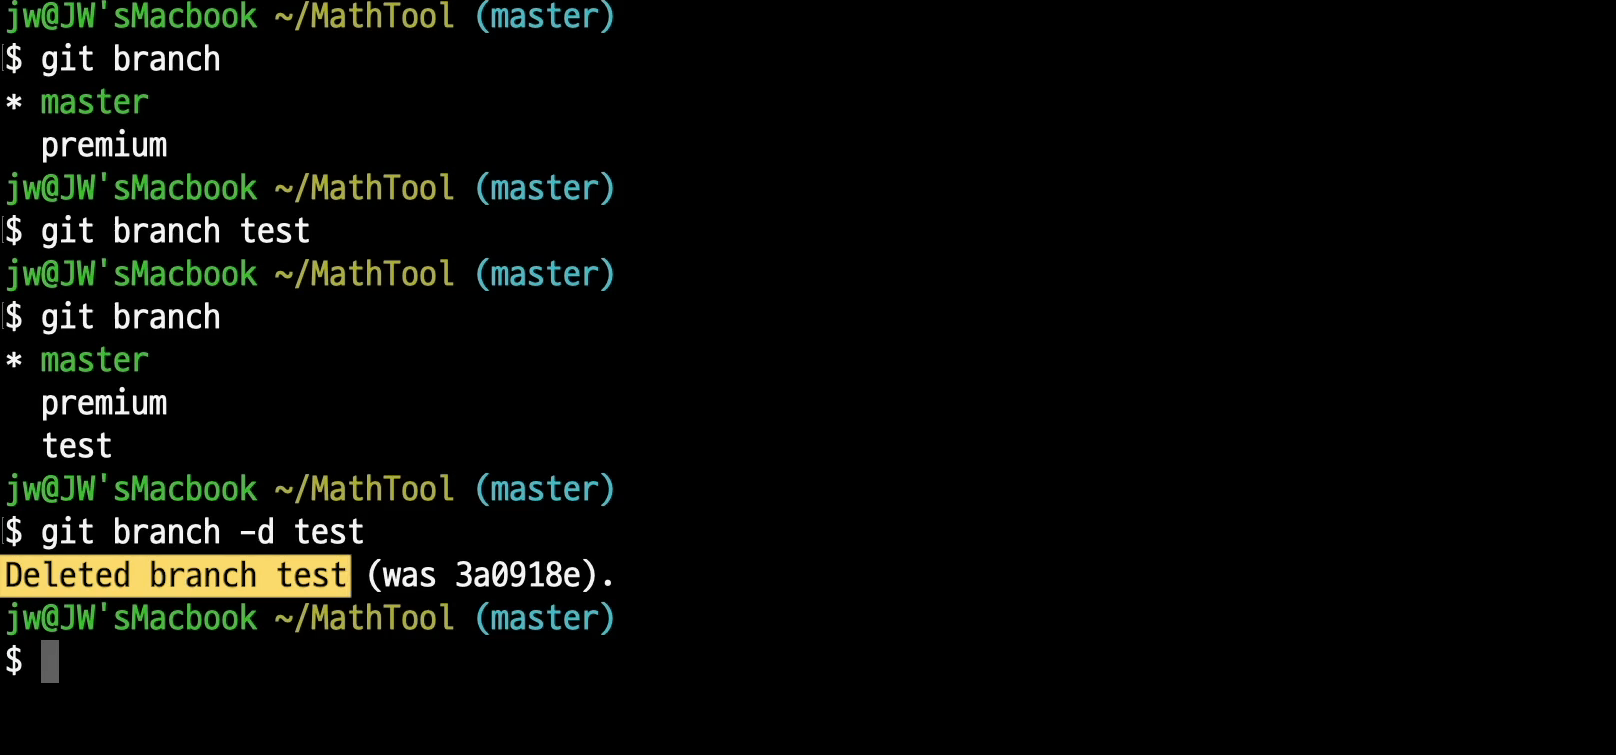 jw@JW'sMacbook ~/MathTool (master)
$ git branch
* master
  premium
jw@JW'sMacbook ~/MathTool (master)
$ git branch test
jw@JW'sMacbook ~/MathTool (master)
$ git branch
* master
  premium
  test
jw@JW'sMacbook ~/MathTool (master)
$ git branch -d test
Deleted branch test (was 3a0918e).
jw@JW'sMacbook ~/MathTool (master)
$